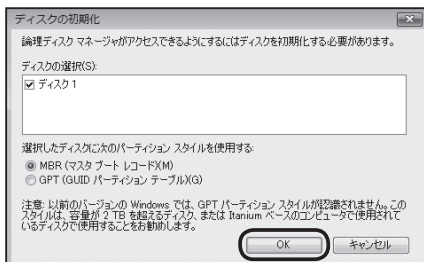 ディスクの初期化
論理ディスク マネージャがアクセスできるようにするにはディスクを初期化する必要があります。
ディスクの選択(S):
ディスク 1
選択したディスクに次のパーティション スタイルを使用する:
MBR (マスタ ブート レコード)(M)
GPT (GUID パーティション テーブル)(G)
注意: 以前のバージョンの Windows では、GPT パーティション スタイルが認識されません。この
スタイルは、容量が 2 TB を超えるディスク、または Itanium ベースのコンピュータで使用されて
いるディスクで使用することをお勧めします。
OK キャンセル